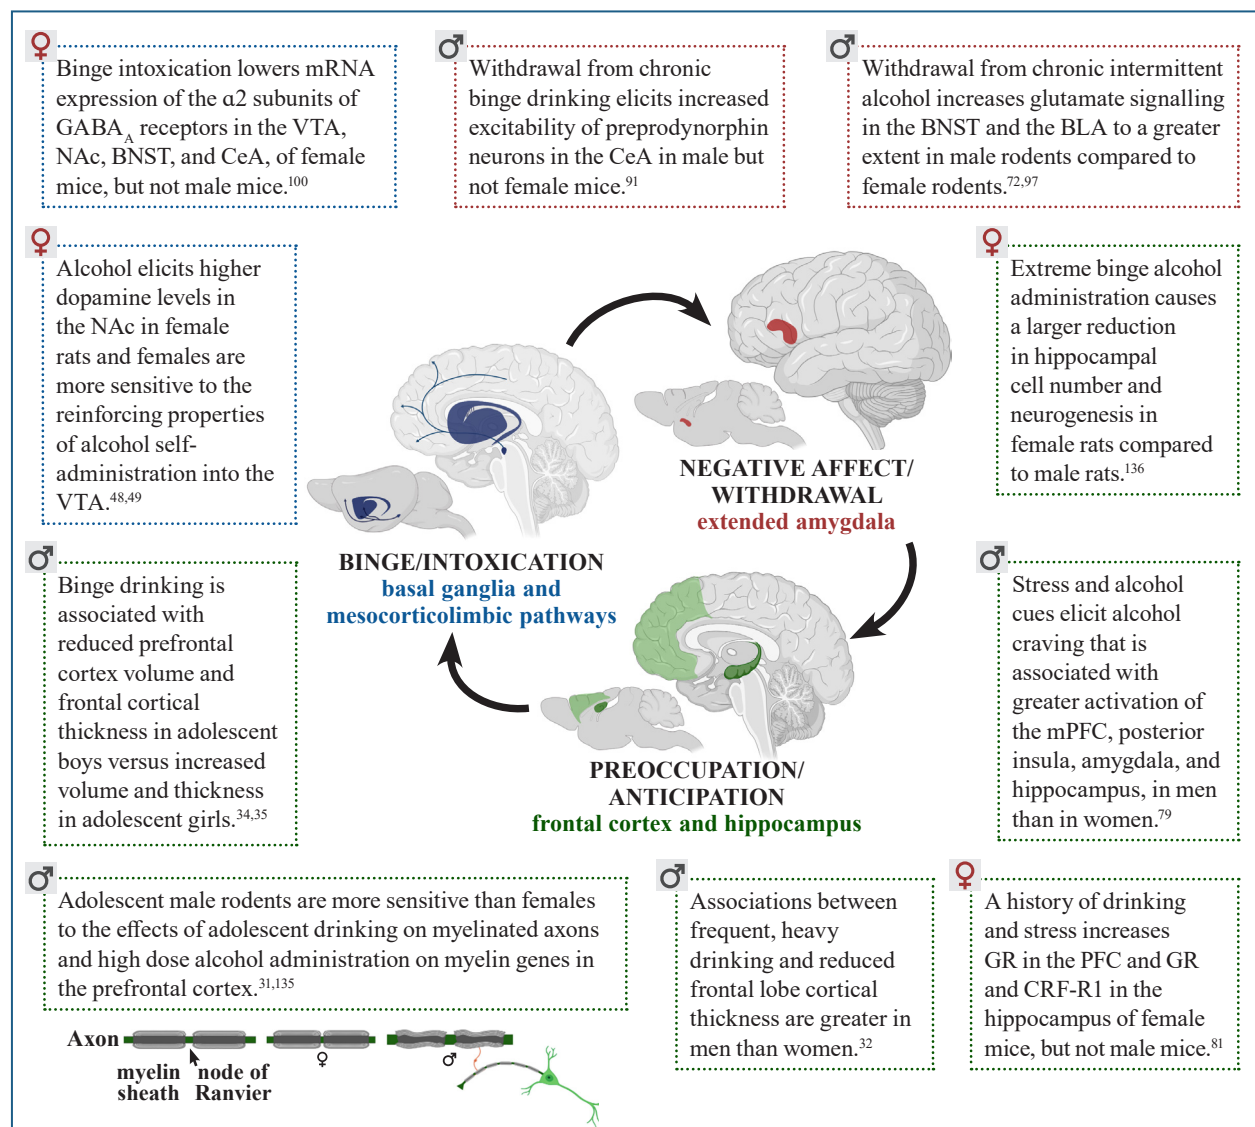 Binge intoxication lowers mRNA
expression of the α2 subunits of
GABA_A receptors in the VTA,
NAc, BNST, and CeA, of female
mice, but not male mice.100
Withdrawal from chronic
binge drinking elicits increased
excitability of preprodynorphin
neurons in the CeA in male but
not female mice.91
Withdrawal from chronic intermittent
alcohol increases glutamate signalling
in the BNST and the BLA to a greater
extent in male rodents compared to
female rodents.72,97
Alcohol elicits higher
dopamine levels in
the NAc in female
rats and females are
more sensitive to the
reinforcing properties
of alcohol self-
administration into the
VTA.48,49
Extreme binge alcohol
administration causes
a larger reduction
in hippocampal
cell number and
neurogenesis in
female rats compared
to male rats.136
NEGATIVE AFFECT/
WITHDRAWAL
extended amygdala
BINGE/INTOXICATION
basal ganglia and
mesocorticolimbic pathways
Binge drinking is
associated with
reduced prefrontal
cortex volume and
frontal cortical
thickness in adolescent
boys versus increased
volume and thickness
in adolescent girls.34,35
Stress and alcohol
cues elicit alcohol
craving that is
associated with
greater activation of
the mPFC, posterior
insula, amygdala, and
hippocampus, in men
than in women.79
PREOCCUPATION/
ANTICIPATION
frontal cortex and hippocampus
Adolescent male rodents are more sensitive than females
to the effects of adolescent drinking on myelinated axons
and high dose alcohol administration on myelin genes in
the prefrontal cortex.31,135
Associations between
frequent, heavy
drinking and reduced
frontal lobe cortical
thickness are greater in
men than women.32
A history of drinking
and stress increases
GR in the PFC and GR
and CRF-R1 in the
hippocampus of female
mice, but not male mice.81
Axon
myelin
sheath
node of
Ranvier